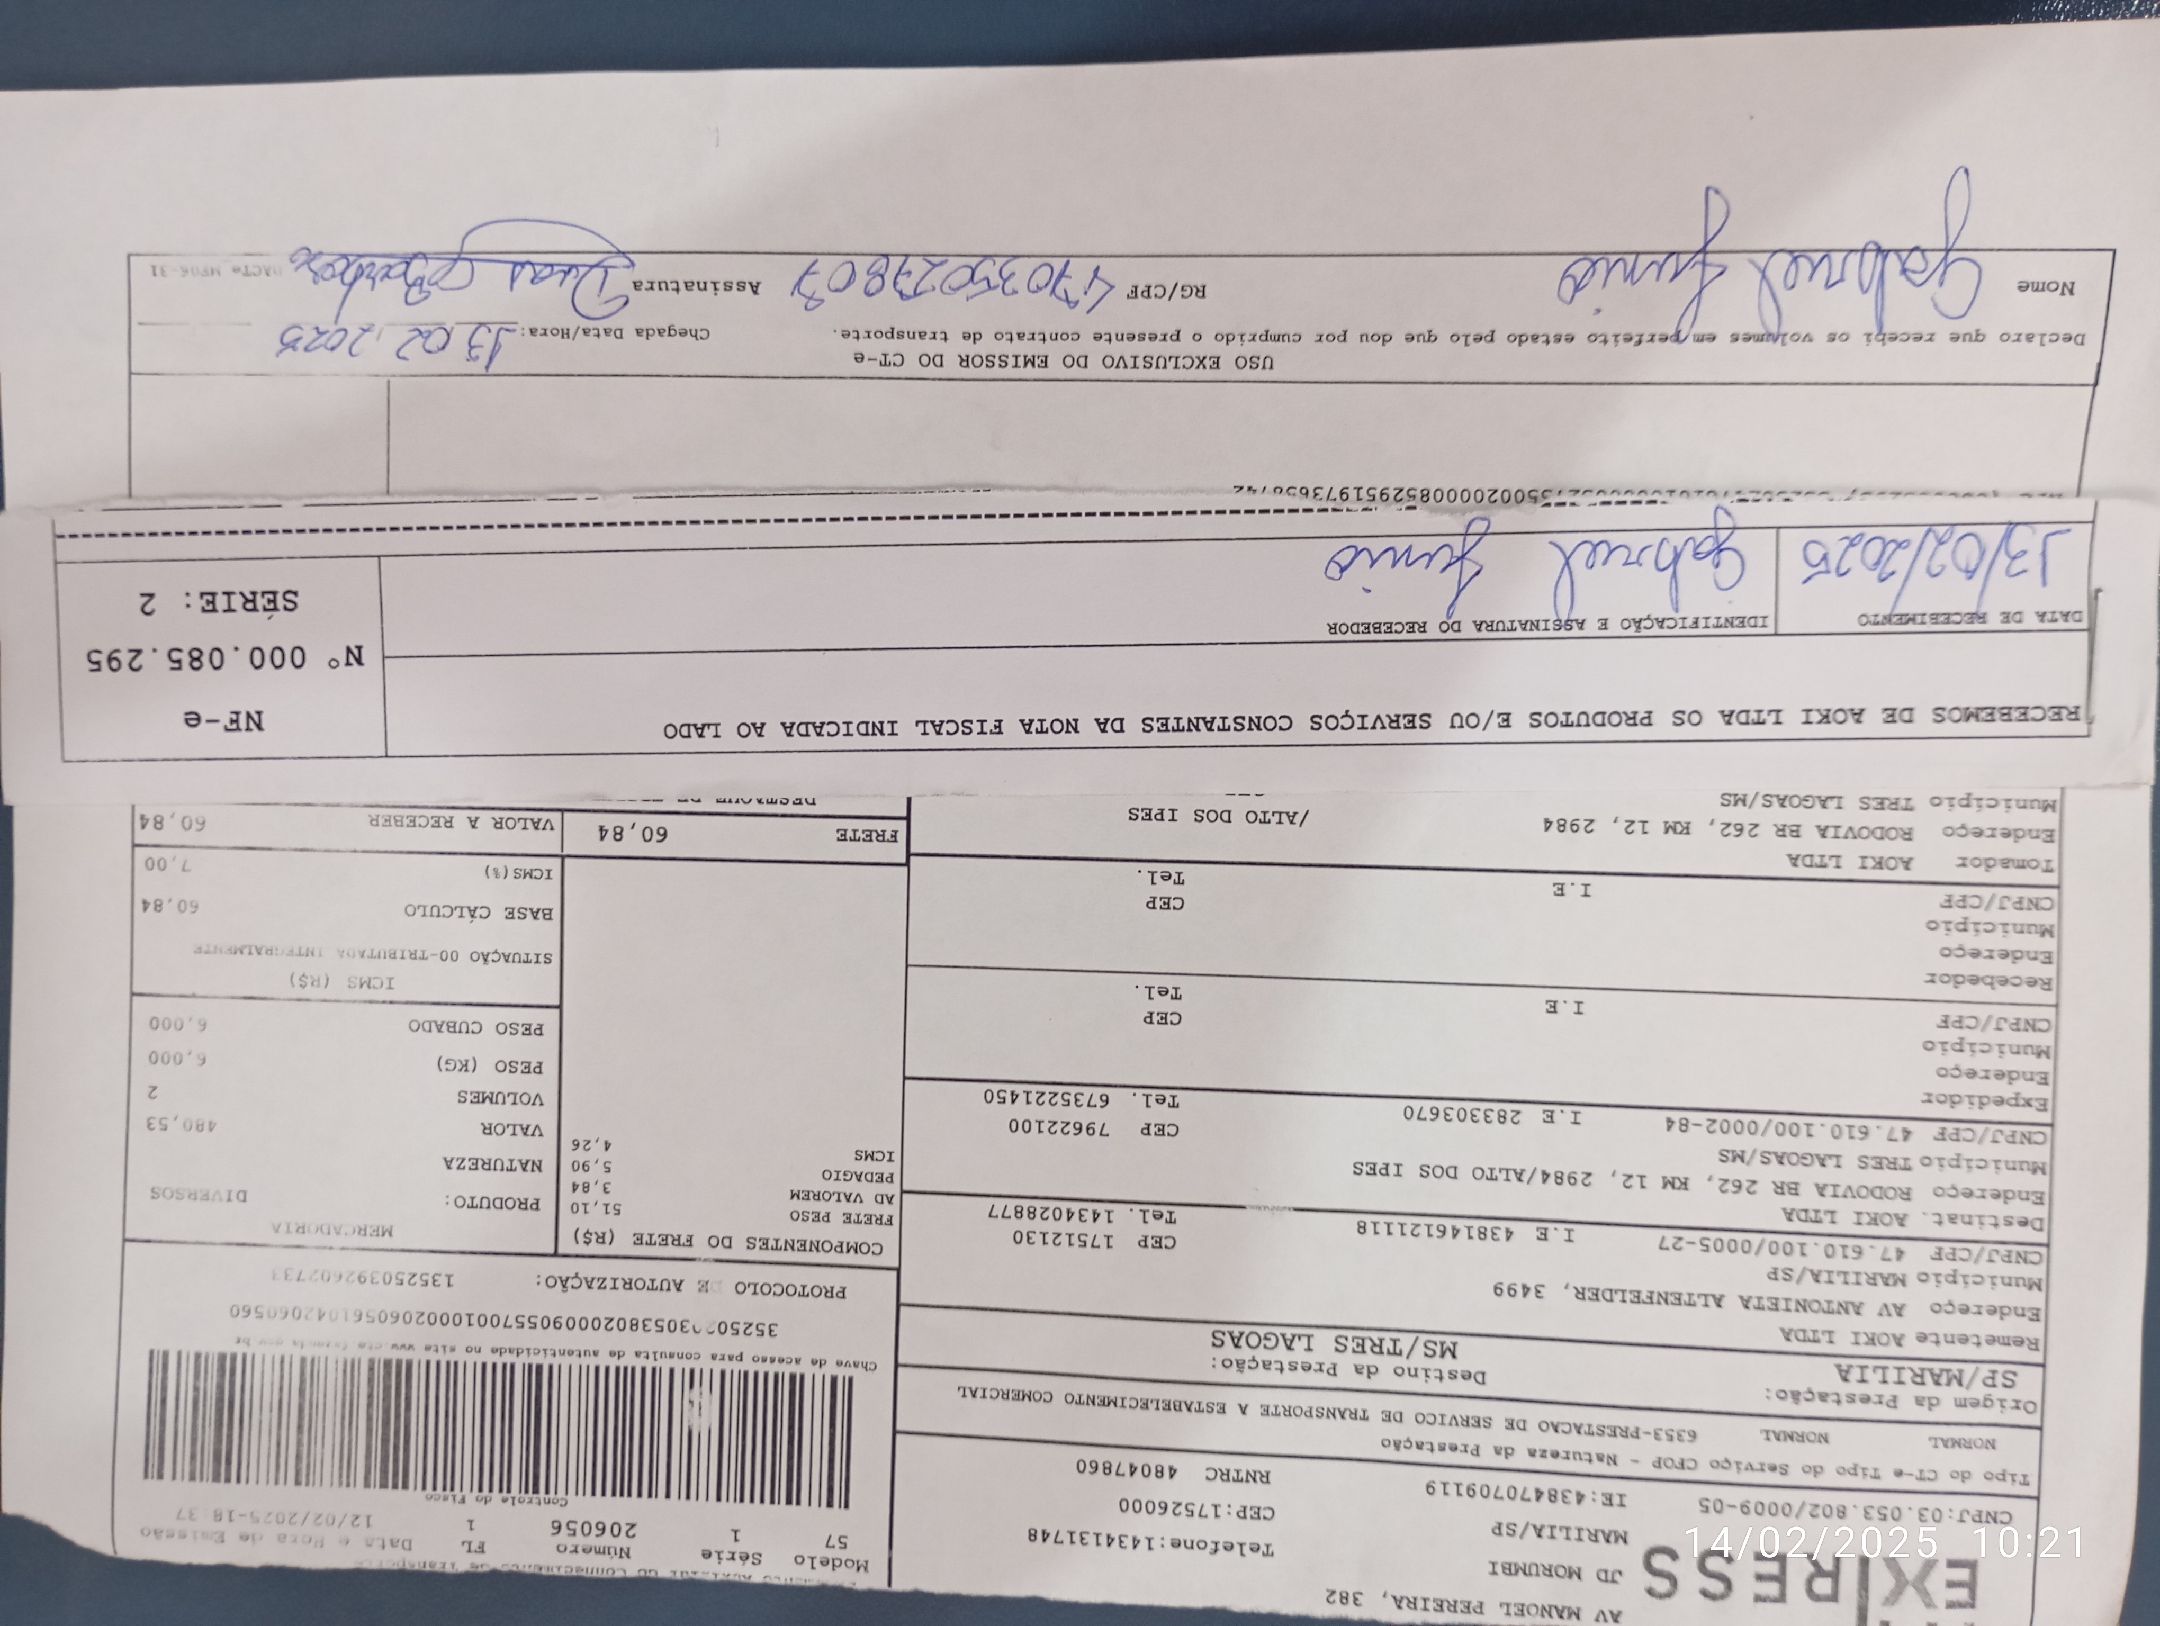 EX RESS
AV MANOEL PEREIRA, 382
JD MORUMBI
MARILIA/SP
Telefone:1434131748
CEP:17526000
CNPJ:03.053.802/0009-05
IE:43847079119
RNTRC 48047860
Modelo Série Número FL Data e Hora de Emissão
57 1 206056 1 12/02/2025-18:37
Controle do Fisco
Tipo do CT-e Tipo do Serviço CFOP - Natureza da Prestação
NORMAL NORMAL 6353-PRESTACAO DE SERVICO DE TRANSPORTE A ESTABELECIMENTO COMERCIAL
Chave de acesso para consulta de autenticidade no site
Origem da Prestação:
SP/MARILIA
Destino da Prestação:
MS/TRES LAGOAS
PROTOCOLO DE AUTORIZAÇÃO: 135250392602733
Remetente AOKI LTDA
Endereço AV ANTONIETA ALTENFELDER, 3499
Município MARILIA/SP
CEP 17512130
CNPJ/CPF 47.610.100/0005-27
I.E 438146121118
Tel. 143402887
Destinat. AOKI LTDA
Endereço RODOVIA BR 262, KM 12, 2984/ALTO DOS IPES
Município TRES LAGOAS/MS
CEP 79622100
CNPJ/CPF 47.610.100/0002-84
I.E 283303670
Tel. 6735221450
Expedidor
Endereço
Município
CEP
CNPJ/CPF
I.E
Tel.
Recebedor
Endereço
Município
CEP
CNPJ/CPF
I.E
Tel.
Tomador AOKI LTDA
Endereço RODOVIA BR 262, KM 12, 2984
/ALTO DOS IPES
Município TRES LAGOAS/MS
COMPONENTES DO FRETE (R$)
FRETE PESO 51,10
AD VALOREM 3,84
PEDAGIO 5,90
ICMS 4,26
FRETE 60,84
MERCADORIA
PRODUTO: DIVERSOS
NATUREZA
VALOR 480,53
VOLUMES 2
PESO (KG) 6,000
PESO CUBADO 6,000
ICMS (R$)
SITUAÇÃO 00-TRIBUTADA INTEGRALMENTE
BASE CÁLCULO 60,84
ICMS(%) 7,00
VALOR A RECEBER 60,84
RECEBEMOS DE AOKI LTDA OS PRODUTOS E/OU SERVIÇOS CONSTANTES DA NOTA FISCAL INDICADA AO LADO
NF-e
Nº 000.085.295
SÉRIE: 2
DATA DE RECEBIMENTO
13/02/2025
IDENTIFICAÇÃO E ASSINATURA DO RECEBEDOR
Gabriel Junio
USO EXCLUSIVO DO EMISSOR DO CT-e
Declaro que recebi os volumes em perfeito estado pelo que dou por cumprido o presente contrato de transporte.
Chegada Data/Hora: 13 02 2025
Nome Gabriel Junio
RG/CPF 47035027807
Assinatura
DACTe MF06-31
14/02/2025 10:21